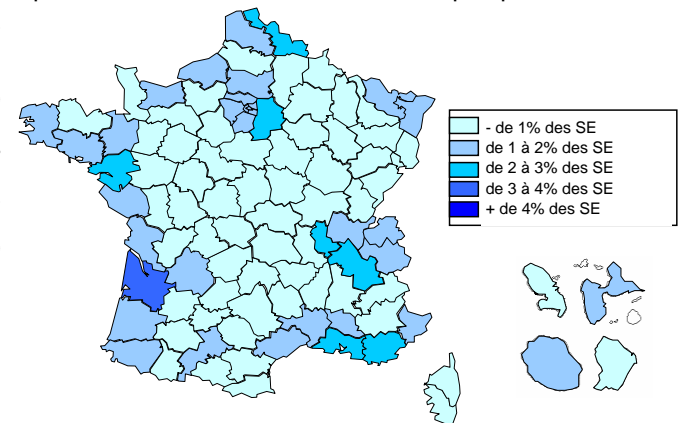 - de 1% des SE
de 1 à 2% des SE
de 2 à 3% des SE
de 3 à 4% des SE
+ de 4% des SE